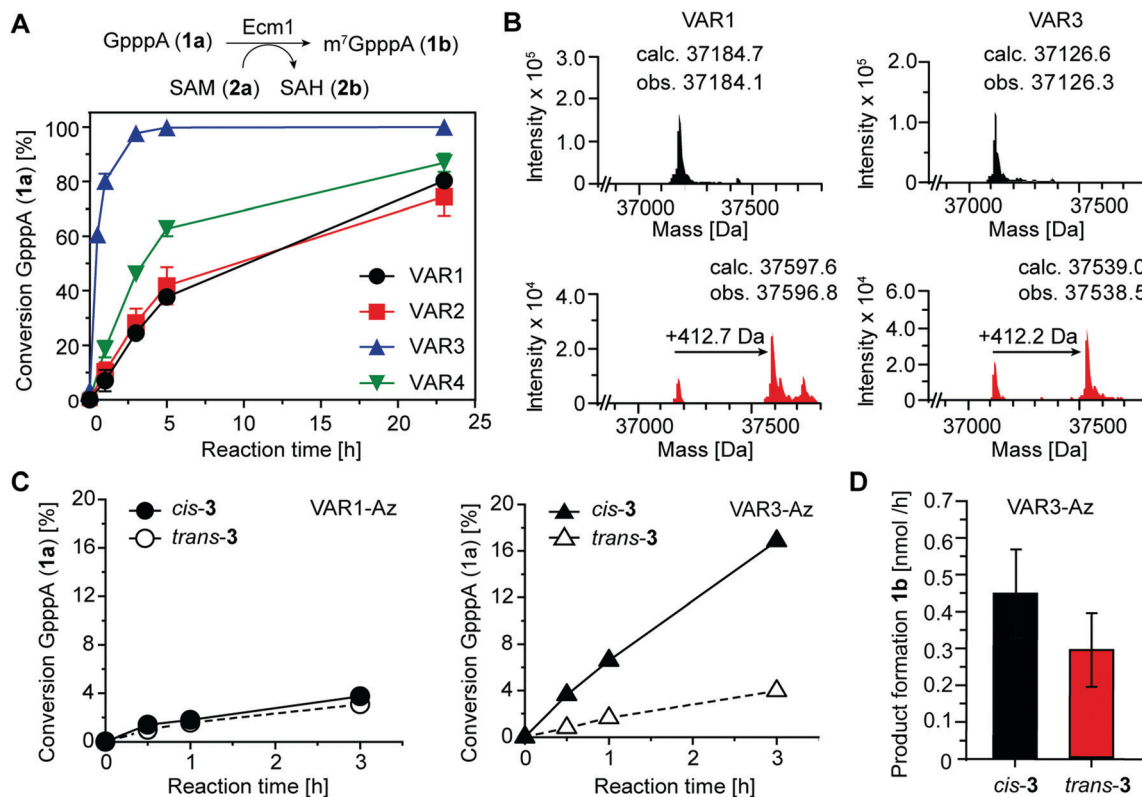 A
GpppA (1a)
Ecm1
m⁷GpppA (1b)
SAM (2a)
SAH (2b)
Conversion GpppA (1a) [%]
100
80
60
40
20
0
VAR1
VAR2
VAR3
VAR4
0
5
10
15
20
25
Reaction time [h]
B
VAR1
Intensity x 10⁵
3.0
2.0
1.0
0
calc. 37184.7
obs. 37184.1
37000
37500
Mass [Da]
VAR3
Intensity x 10⁵
3.0
2.0
1.0
0
calc. 37126.6
obs. 37126.3
37000
37500
Mass [Da]
Intensity x 10⁴
6.0
4.0
2.0
0
calc. 37597.6
obs. 37596.8
+412.7 Da
37000
37500
Mass [Da]
Intensity x 10⁴
6.0
4.0
2.0
0
calc. 37539.0
obs. 37538.5
+412.2 Da
37000
37500
Mass [Da]
C
Conversion GpppA (1a) [%]
20
16
12
8
4
0
cis-3
trans-3
VAR1-Az
0
1
2
3
Reaction time [h]
Conversion GpppA (1a) [%]
20
16
12
8
4
0
cis-3
trans-3
VAR3-Az
0
1
2
3
Reaction time [h]
D
VAR3-Az
Product formation 1b [nmol /h]
0.7
0.6
0.5
0.4
0.3
0.2
0.1
0
cis-3
trans-3